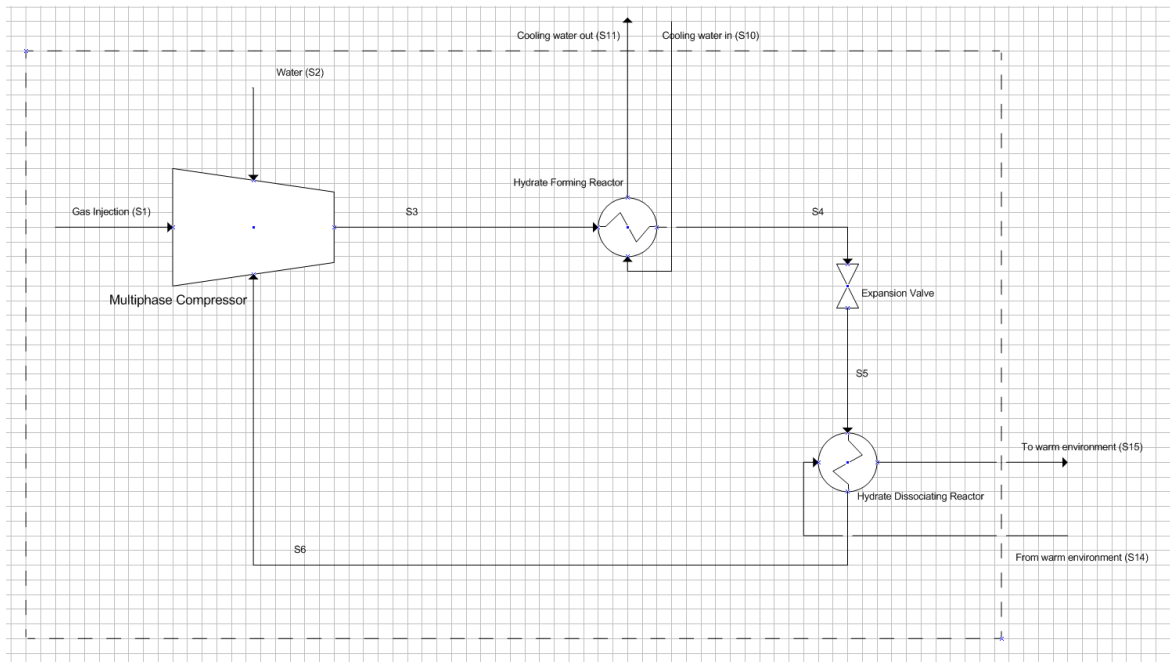 Cooling water out (S11)
Cooling water in (S10)
Water (S2)
Hydrate Forming Reactor
Gas Injection (S1)
S3
S4
Multiphase Compressor
Expansion Valve
S5
To warm environment (S15)
Hydrate Dissociating Reactor
S6
From warm environment (S14)